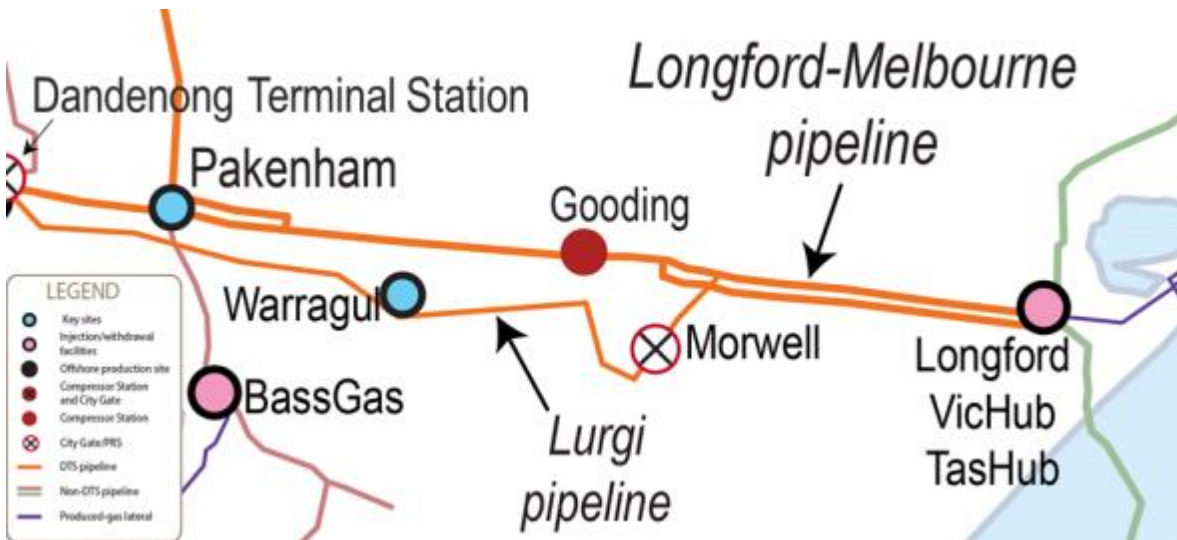 Longford-Melbourne
pipeline
Dandenong Terminal Station
Pakenham
Gooding
Warragul
Morwell
Longford
VicHub
TasHub
BassGas
Lurgi
pipeline
LEGEND
Key sites
Injection/withdrawal
facilities
Offshore production site
Compressor Station
and City Gate
Compressor Station
City Gate/PRS
DTS pipeline
Non-DTS pipeline
Produced-gas lateral